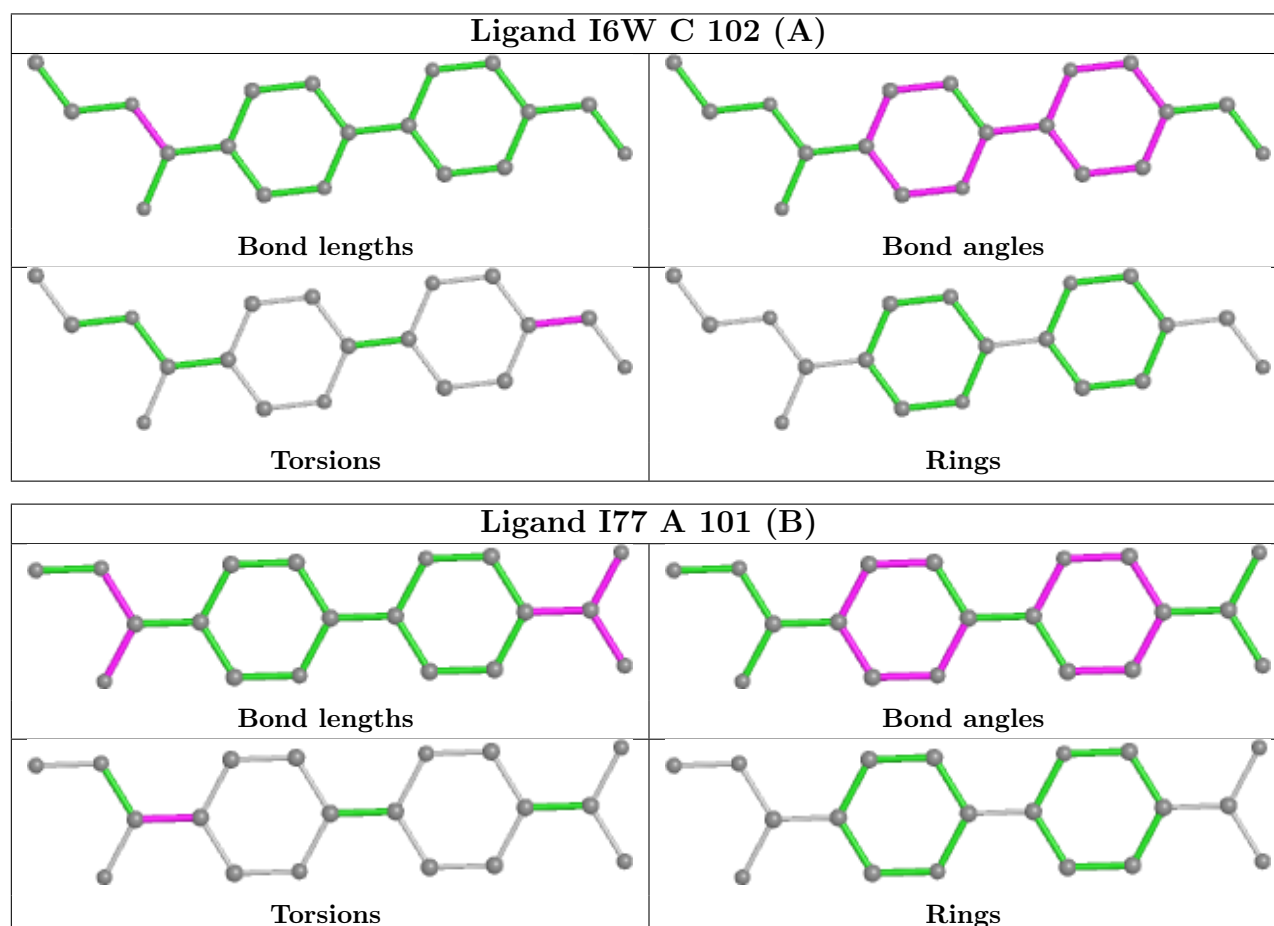 Ligand I6W C 102 (A)
Bond lengths
Bond angles
Torsions
Rings
Ligand I77 A 101 (B)
Bond lengths
Bond angles
Torsions
Rings